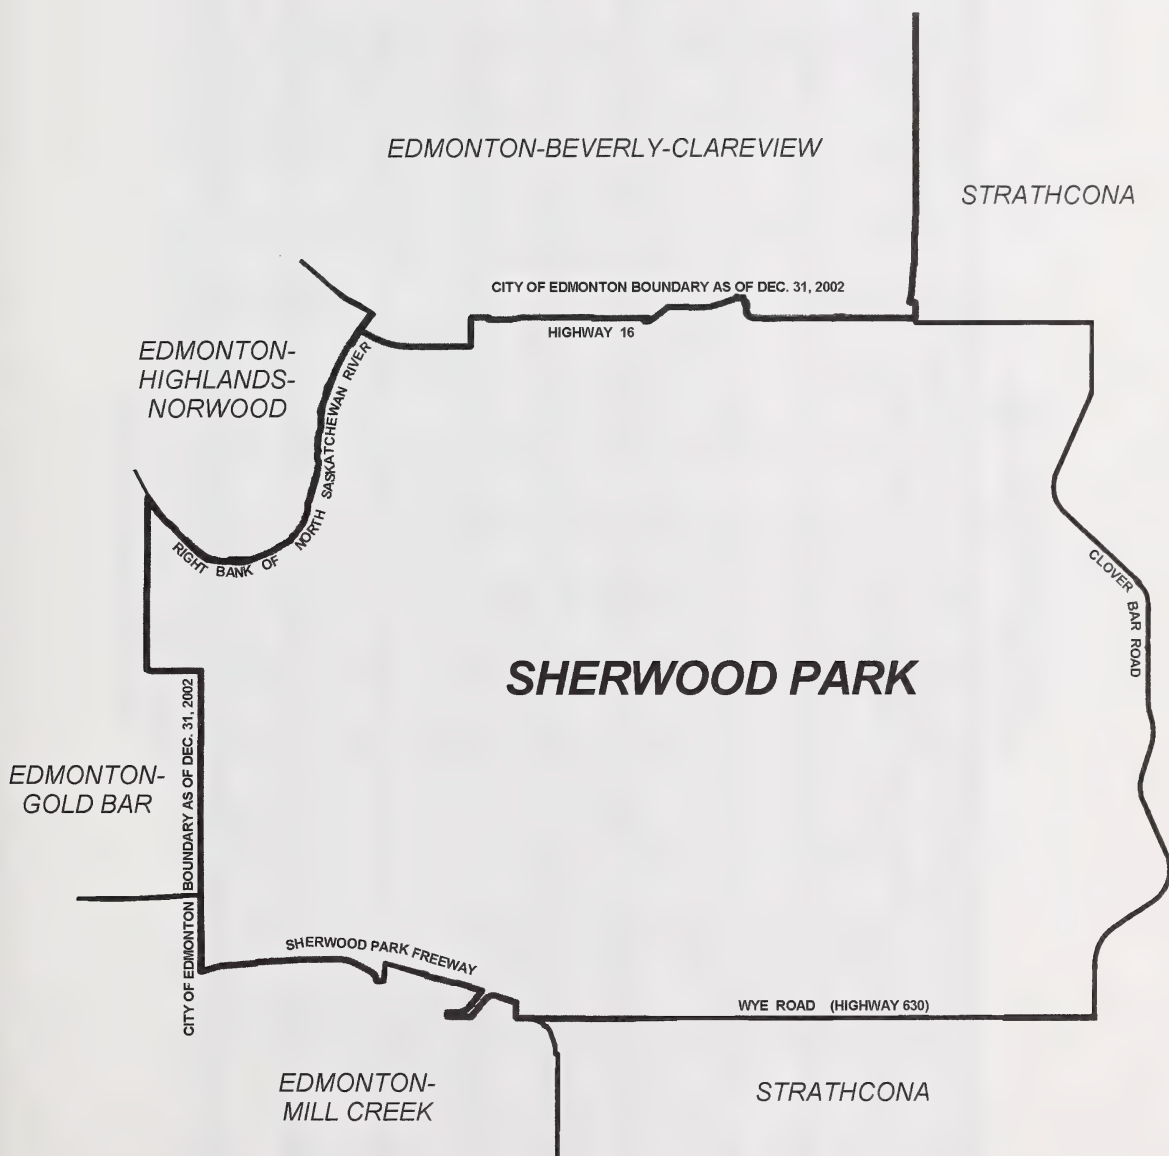 EDMONTON-BEVERLY-CLAREVIEW
STRATHCONA
CITY OF EDMONTON BOUNDARY AS OF DEC. 31, 2002
HIGHWAY 16
EDMONTON-
HIGHLANDS-
NORWOOD
RIGHT BANK OF NORTH SASKATCHEWAN RIVER
CLOVER BAR ROAD
SHERWOOD PARK
EDMONTON-
GOLD BAR
CITY OF EDMONTON BOUNDARY AS OF DEC. 31, 2002
SHERWOOD PARK FREEWAY
WYE ROAD (HIGHWAY 630)
EDMONTON-
MILL CREEK
STRATHCONA